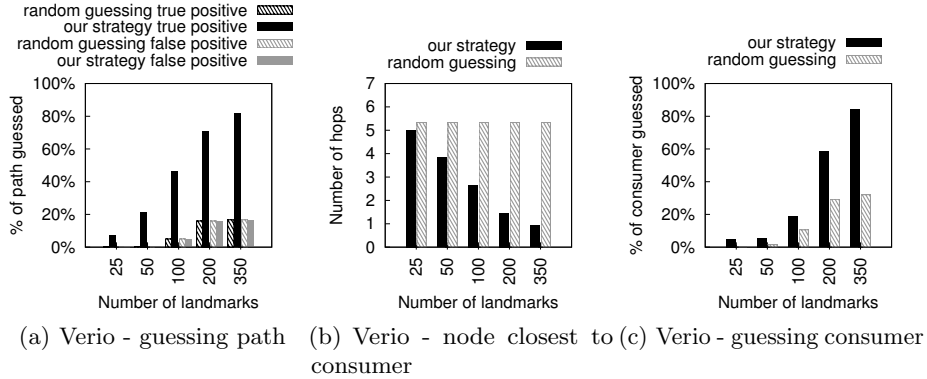 random guessing true positive
our strategy true positive
random guessing false positive
our strategy false positive
% of path guessed
100%
80%
60%
40%
20%
0%
25
50
100
200
350
Number of landmarks
(a) Verio - guessing path
our strategy
random guessing
Number of hops
7
6
5
4
3
2
1
0
25
50
100
200
350
Number of landmarks
(b) Verio - node closest to
consumer
our strategy
random guessing
% of consumer guessed
100%
80%
60%
40%
20%
0%
25
50
100
200
350
Number of landmarks
(c) Verio - guessing consumer